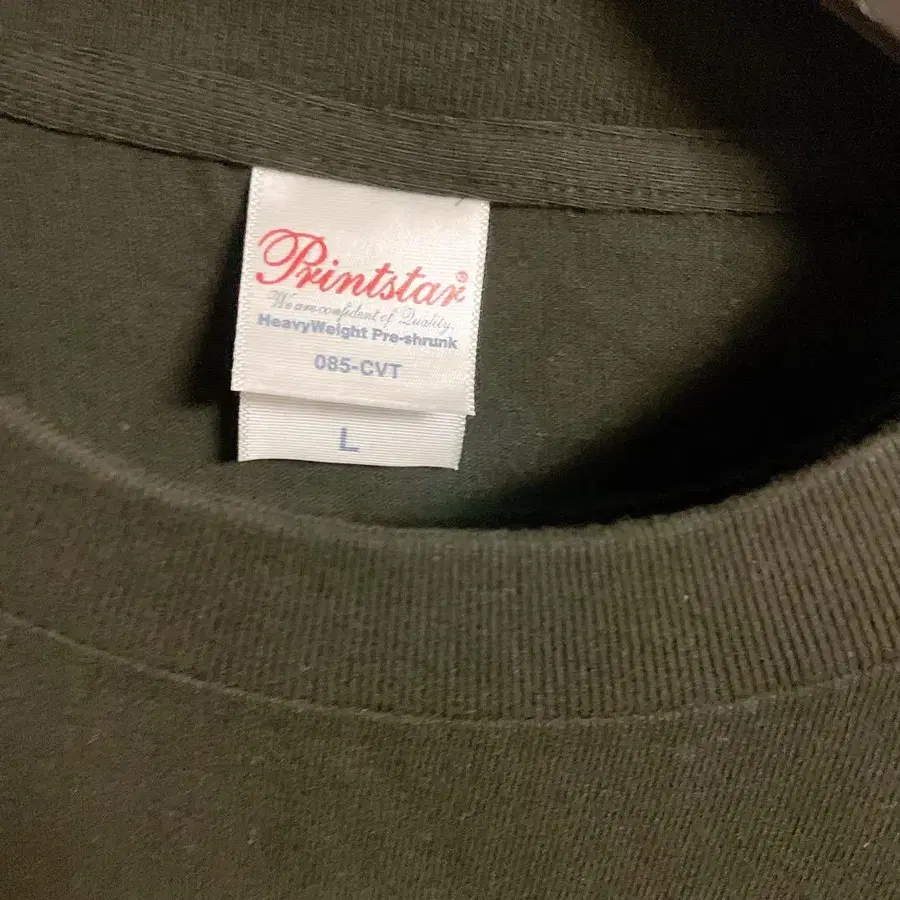 Printstar®
We are confident of Quality.
HeavyWeight Pre-shrunk
085-CVT
L